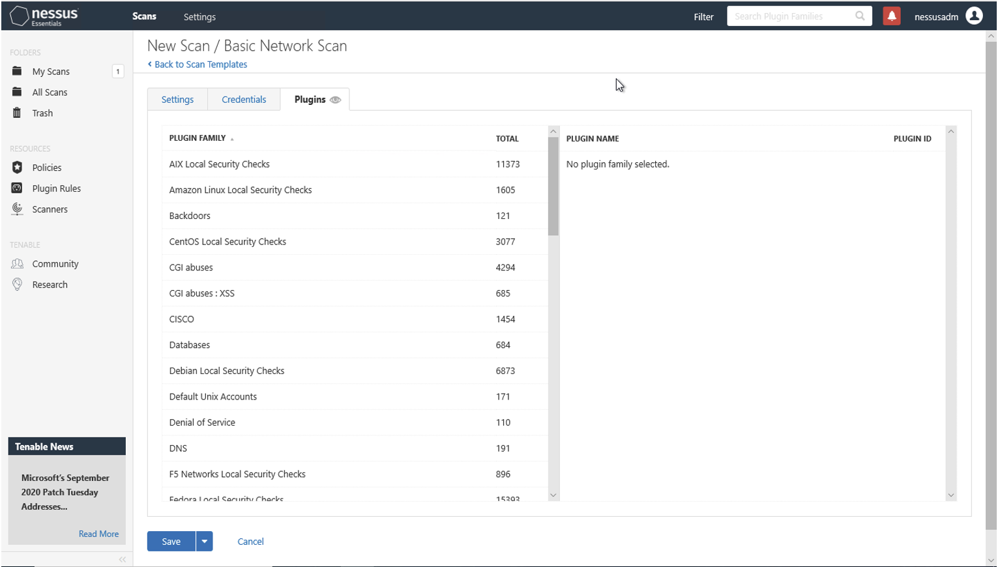 nessus
Essentials
Scans
Settings
Filter
Search Plugin Families
nessusadm
FOLDERS
My Scans
1
All Scans
Trash
RESOURCES
Policies
Plugin Rules
Scanners
TENABLE
Community
Research
Tenable News
Microsoft's September
2020 Patch Tuesday
Addresses...
Read More
New Scan / Basic Network Scan
Back to Scan Templates
Settings
Credentials
Plugins
PLUGIN FAMILY TOTAL
AIX Local Security Checks 11373
Amazon Linux Local Security Checks 1605
Backdoors 121
CentOS Local Security Checks 3077
CGI abuses 4294
CGI abuses : XSS 685
CISCO 1454
Databases 684
Debian Local Security Checks 6873
Default Unix Accounts 171
Denial of Service 110
DNS 191
F5 Networks Local Security Checks 896
Fedora Local Security Checks 15393
PLUGIN NAME PLUGIN ID
No plugin family selected.
Save
Cancel